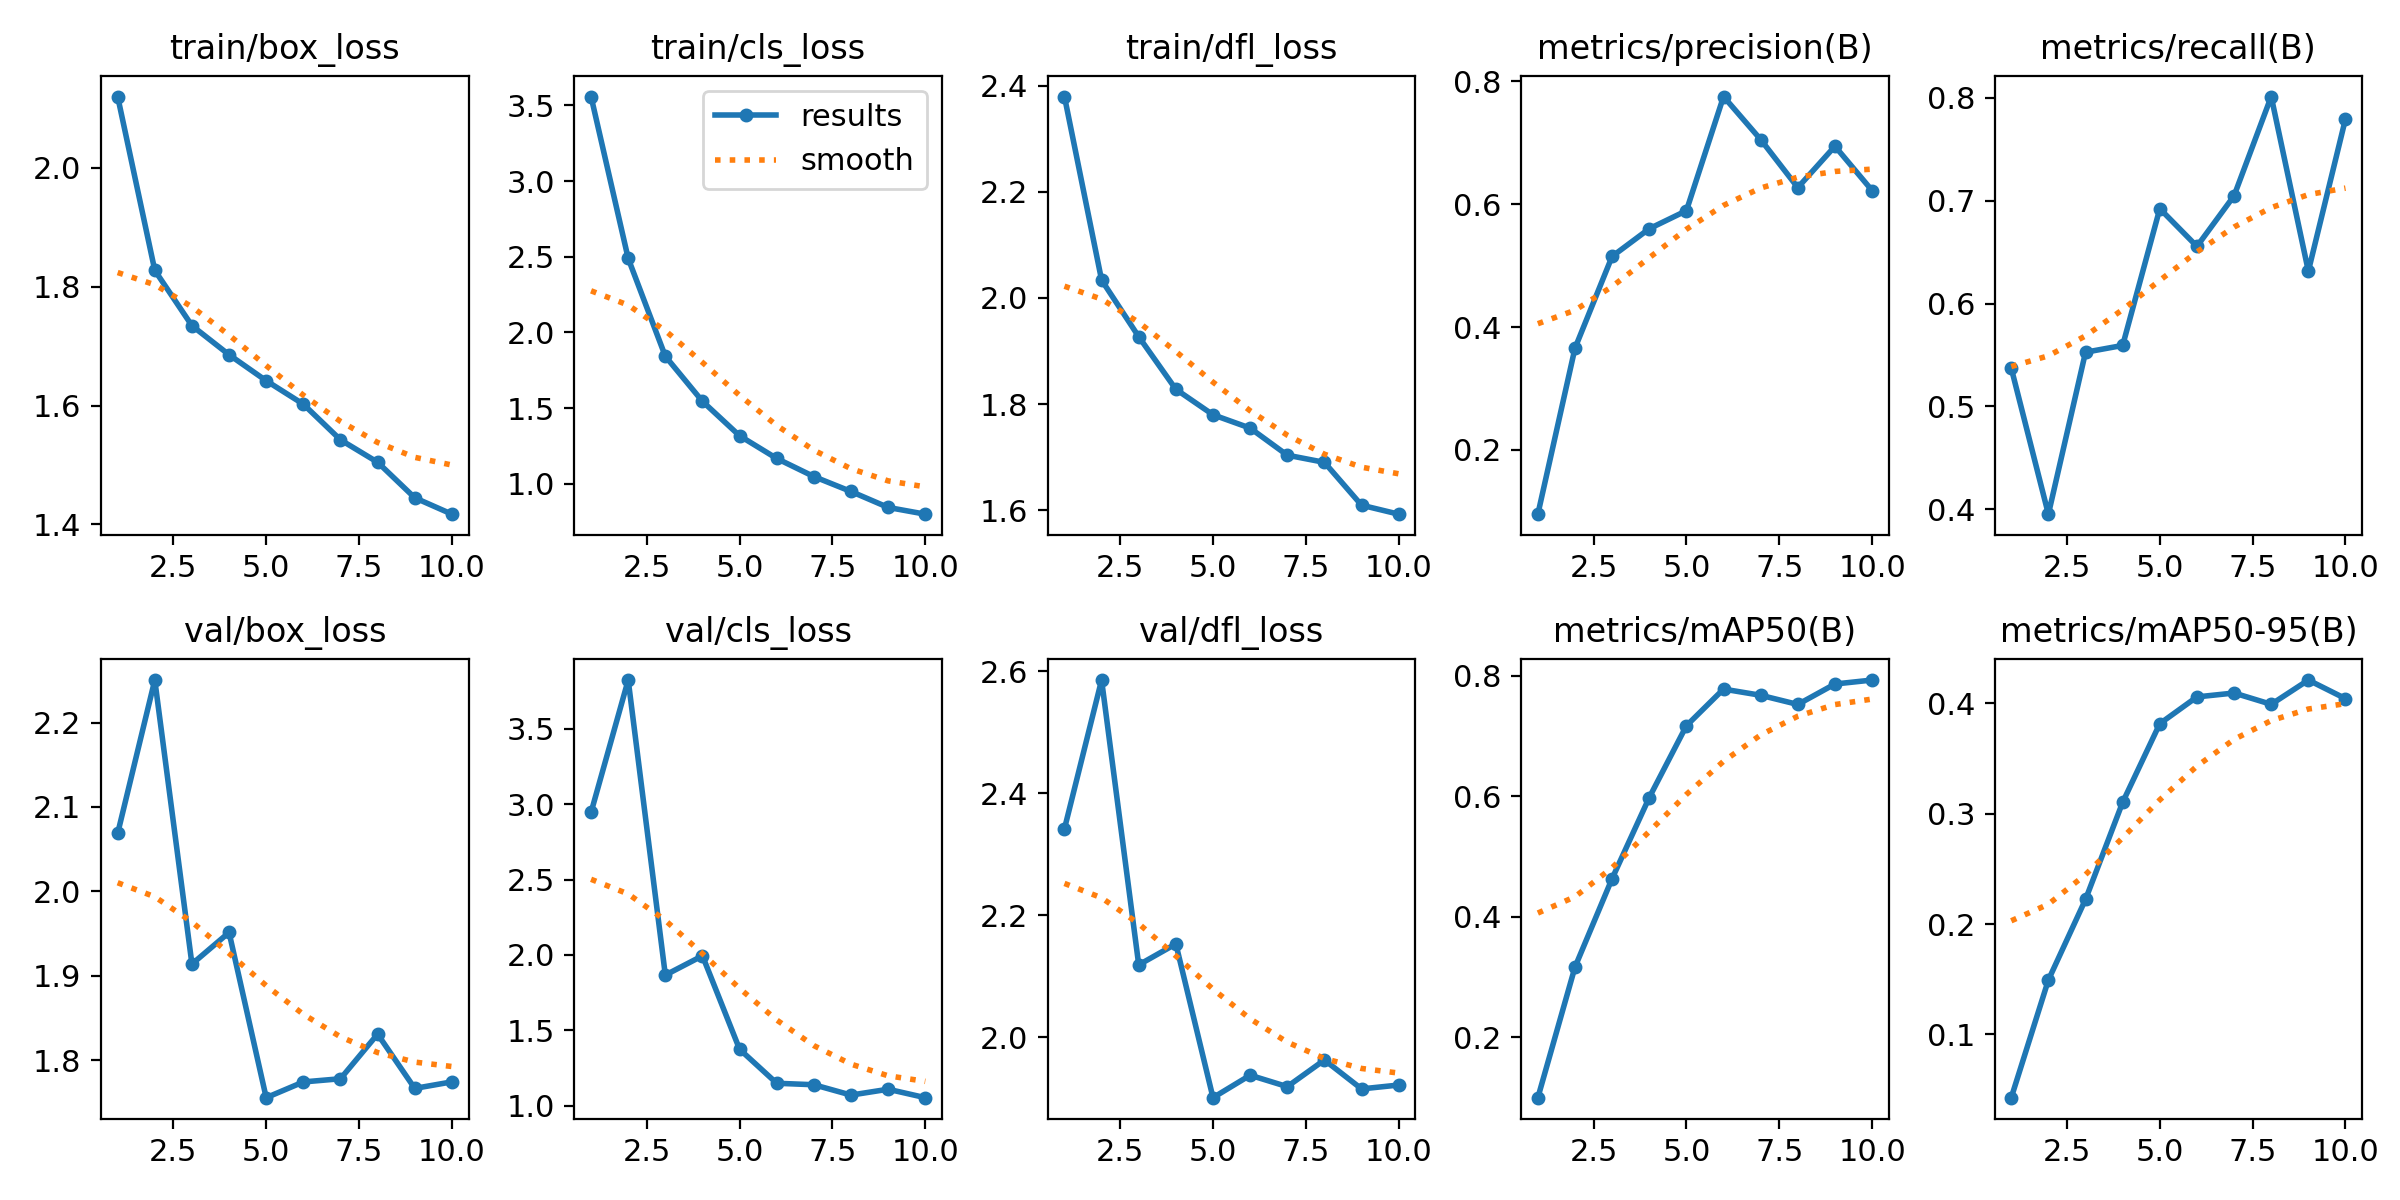 train/box_loss
2.0
1.8
1.6
1.4
2.5 5.0 7.5 10.0
train/cls_loss
results
smooth
3.5
3.0
2.5
2.0
1.5
1.0
2.5 5.0 7.5 10.0
train/dfl_loss
2.4
2.2
2.0
1.8
1.6
2.5 5.0 7.5 10.0
metrics/precision(B)
0.8
0.6
0.4
0.2
2.5 5.0 7.5 10.0
metrics/recall(B)
0.8
0.7
0.6
0.5
0.4
2.5 5.0 7.5 10.0
val/box_loss
2.2
2.1
2.0
1.9
1.8
2.5 5.0 7.5 10.0
val/cls_loss
3.5
3.0
2.5
2.0
1.5
1.0
2.5 5.0 7.5 10.0
val/dfl_loss
2.6
2.4
2.2
2.0
2.5 5.0 7.5 10.0
metrics/mAP50(B)
0.8
0.6
0.4
0.2
2.5 5.0 7.5 10.0
metrics/mAP50-95(B)
0.4
0.3
0.2
0.1
2.5 5.0 7.5 10.0